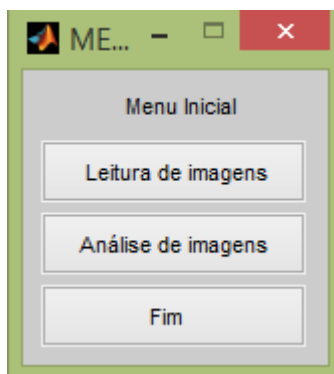 ME...
Menu Inicial
Leitura de imagens
Análise de imagens
Fim